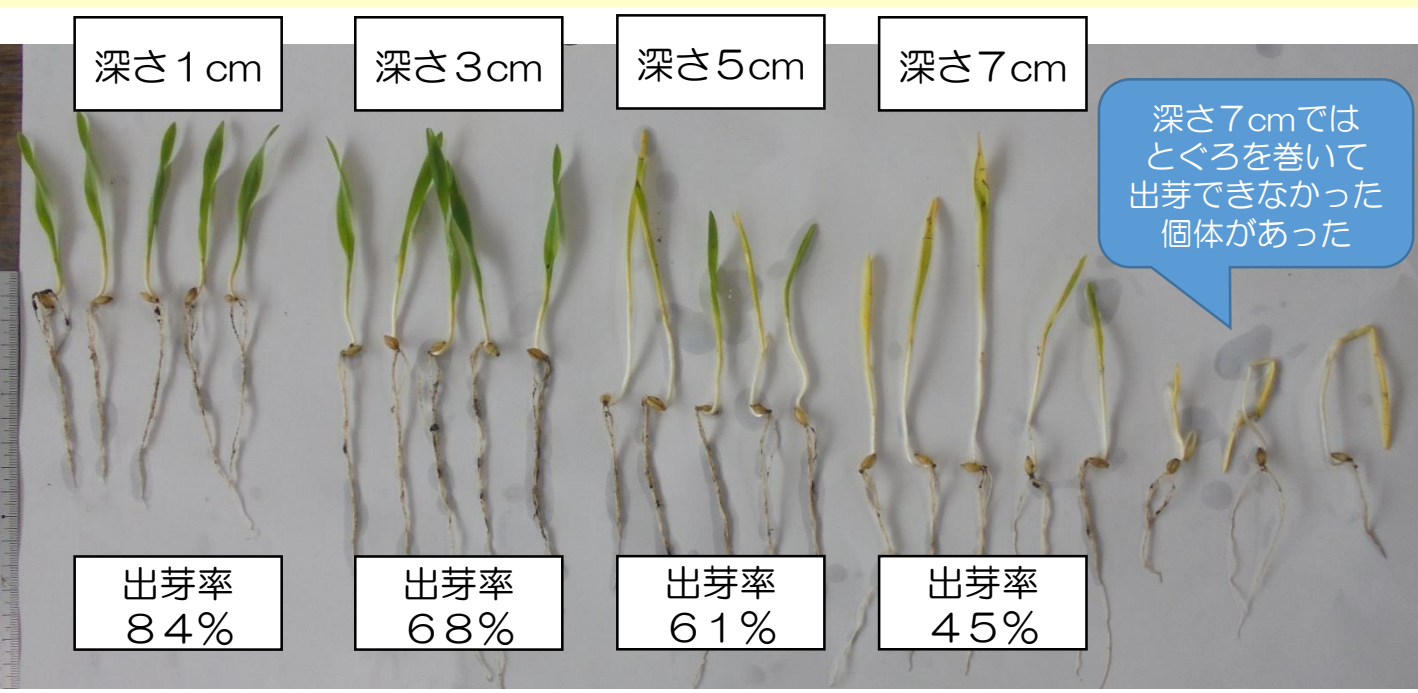 深さ1cm
深さ3cm
深さ5cm
深さ7cm
深さ7cmでは
とぐろを巻いて
出芽できなかった
個体があった
出芽率
84%
出芽率
68%
出芽率
61%
出芽率
45%